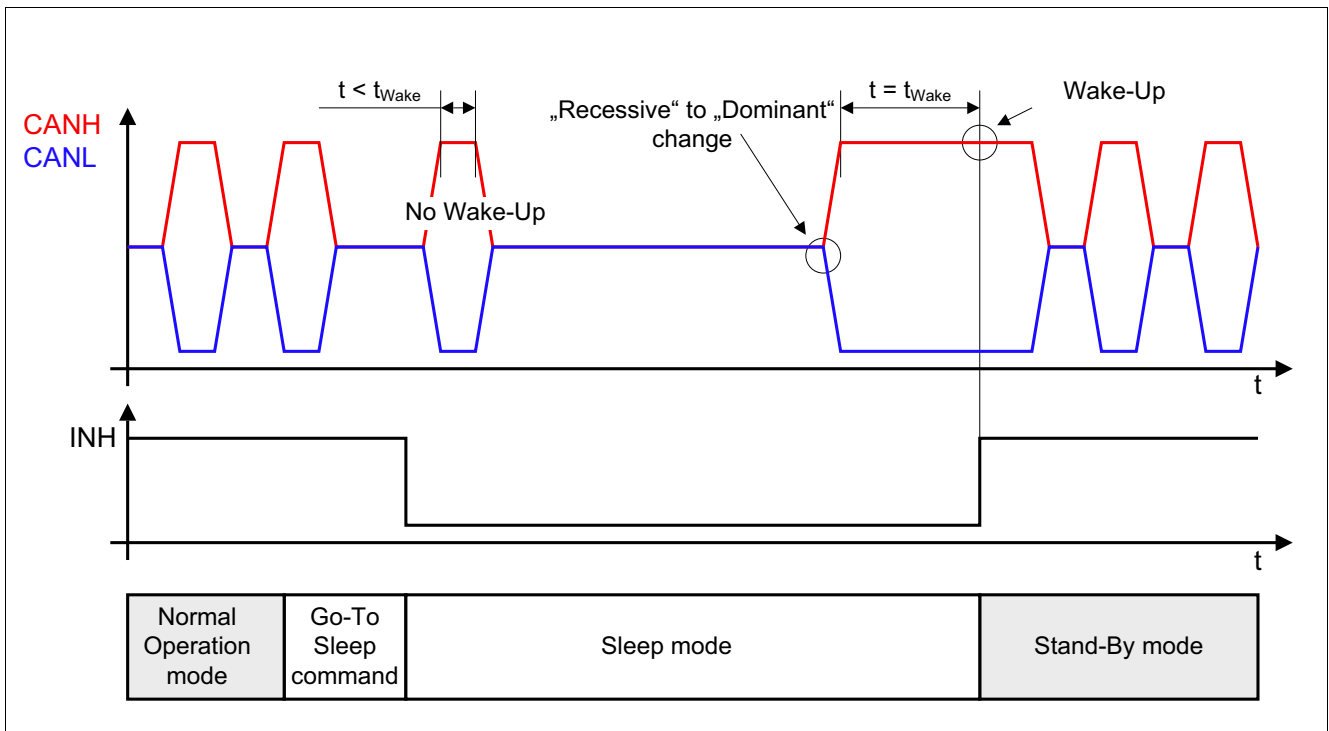 t < tWake
„Recessive“ to „Dominant“
change
t = tWake
Wake-Up
CANH
CANL
No Wake-Up
t
INH
t
Normal
Operation
mode
Go-To
Sleep
command
Sleep mode
Stand-By mode